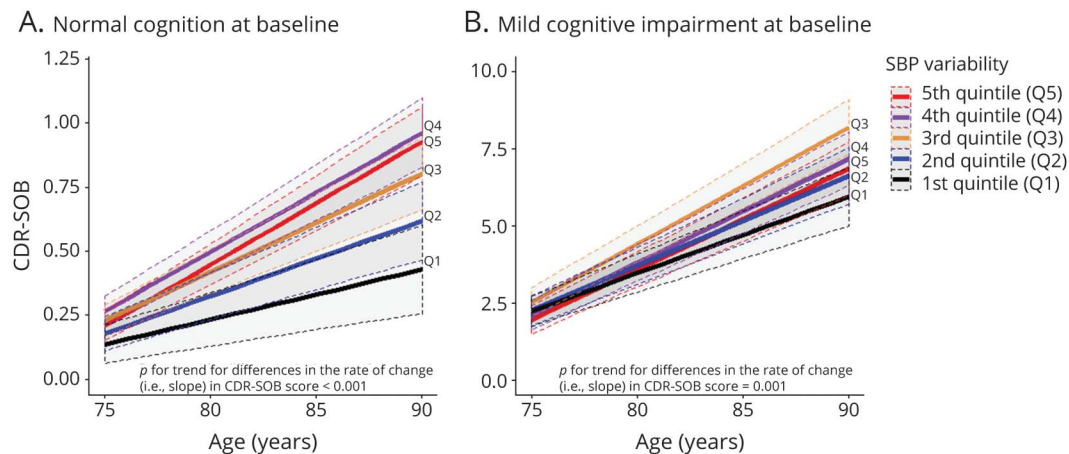 A. Normal cognition at baseline
1.25
1.00
0.75
0.50
0.25
0.00
CDR-SOB
Q4
Q5
Q3
Q2
Q1
p for trend for differences in the rate of change
(i.e., slope) in CDR-SOB score < 0.001
75 80 85 90
Age (years)
B. Mild cognitive impairment at baseline
10.0
7.5
5.0
2.5
0.0
Q3
Q4
Q5
Q2
Q1
p for trend for differences in the rate of change
(i.e., slope) in CDR-SOB score = 0.001
75 80 85 90
Age (years)
SBP variability
5th quintile (Q5)
4th quintile (Q4)
3rd quintile (Q3)
2nd quintile (Q2)
1st quintile (Q1)